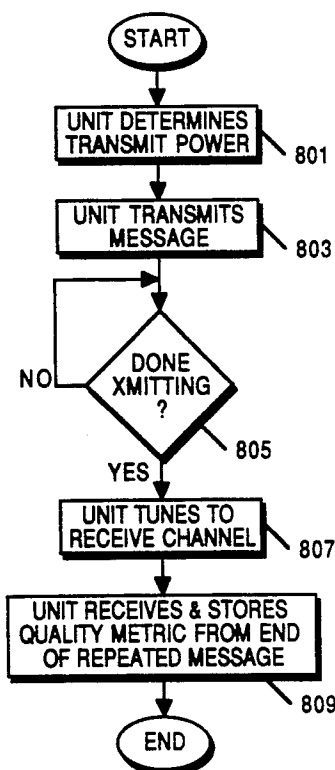 START
UNIT DETERMINES
TRANSMIT POWER
801
UNIT TRANSMITS
MESSAGE
803
DONE
XMITTING
?
NO
805
YES
UNIT TUNES TO
RECEIVE CHANNEL
807
UNIT RECEIVES & STORES
QUALITY METRIC FROM END
OF REPEATED MESSAGE
809
END